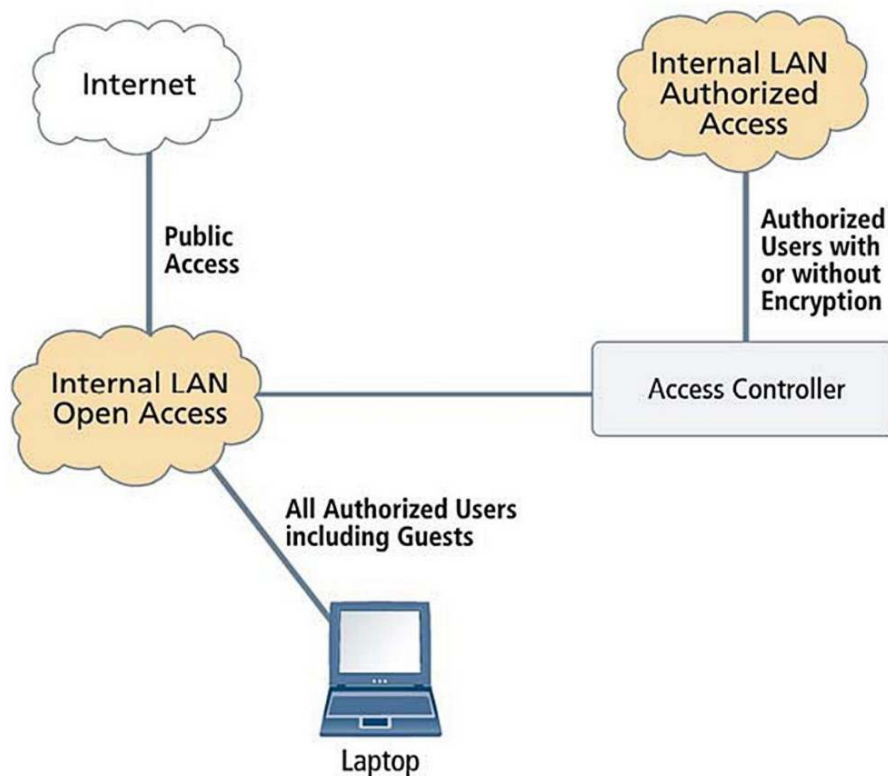 Internet
Internal LAN
Authorized
Access
Public
Access
Authorized
Users with
or without
Encryption
Internal LAN
Open Access
Access Controller
All Authorized Users
including Guests
Laptop